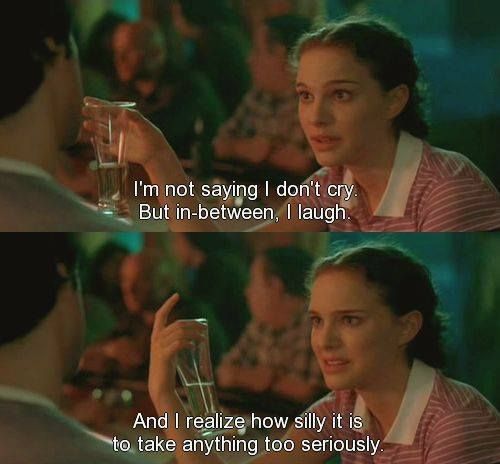 I'm not saying I don't cry.
But in-between, I laugh.
And I realize how silly it is
to take anything too seriously.